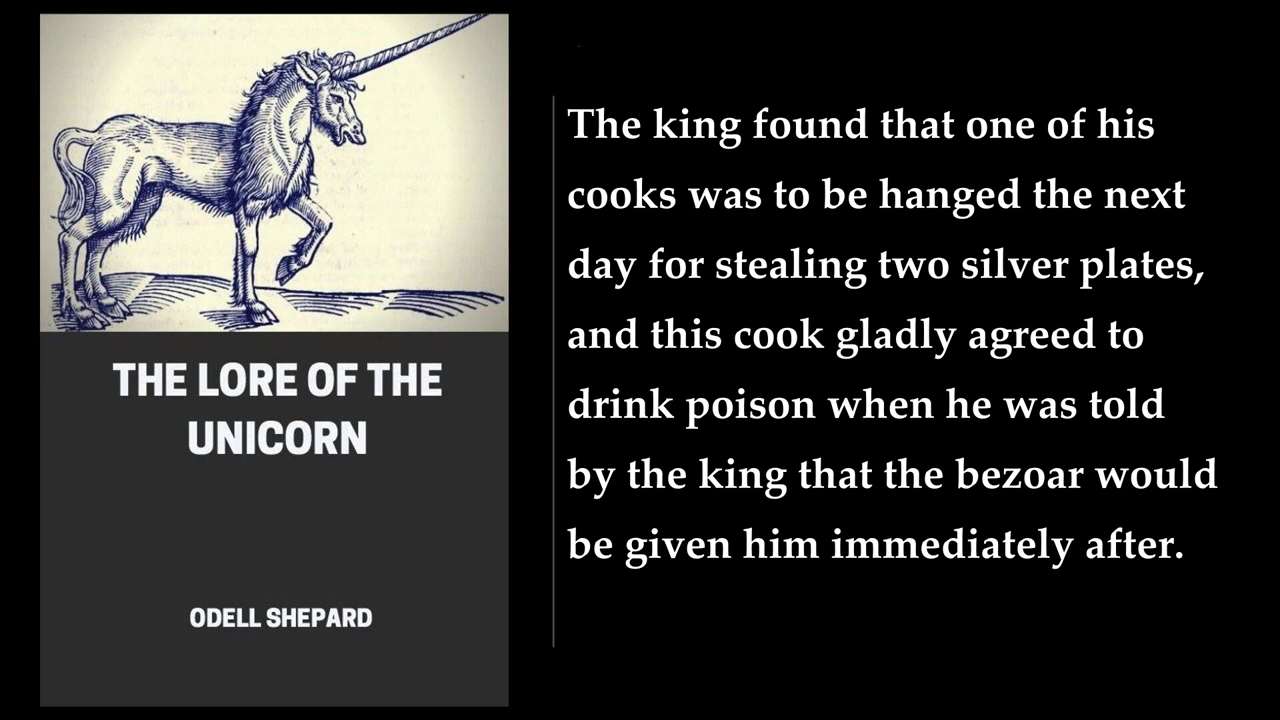 THE LORE OF THE
UNICORN
ODELL SHEPARD
The king found that one of his
cooks was to be hanged the next
day for stealing two silver plates,
and this cook gladly agreed to
drink poison when he was told
by the king that the bezoar would
be given him immediately after.